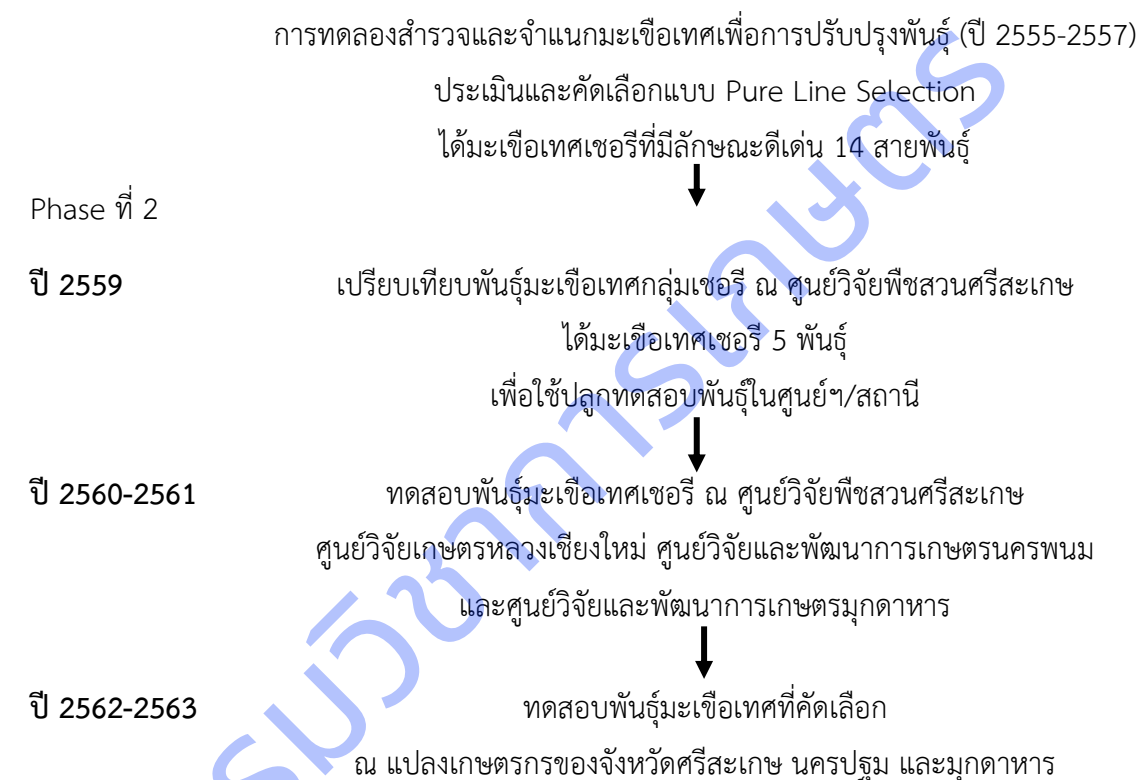 การทดลองสำรวจและจำแนกมะเขือเทศเพื่อการปรับปรุงพันธุ์ (ปี 2555-2557)
ประเมินและคัดเลือกแบบ Pure Line Selection
ได้มะเขือเทศเชอรีที่มีลักษณะดีเด่น 14 สายพันธุ์
Phase ที่ 2
ปี 2559 เปรียบเทียบพันธุ์มะเขือเทศกลุ่มเชอรี ณ ศูนย์วิจัยพืชสวนศรีสะเกษ
ได้มะเขือเทศเชอรี 5 พันธุ์
เพื่อใช้ปลูกทดสอบพันธุ์ในศูนย์ฯ/สถานี
ปี 2560-2561 ทดสอบพันธุ์มะเขือเทศเชอรี ณ ศูนย์วิจัยพืชสวนศรีสะเกษ
ศูนย์วิจัยเกษตรหลวงเชียงใหม่ ศูนย์วิจัยและพัฒนาการเกษตรนครพนม
และศูนย์วิจัยและพัฒนาการเกษตรมุกดาหาร
ปี 2562-2563 ทดสอบพันธุ์มะเขือเทศที่คัดเลือก
ณ แปลงเกษตรกรของจังหวัดศรีสะเกษ นครปฐม และมุกดาหาร
รมวิชาการเกษตร